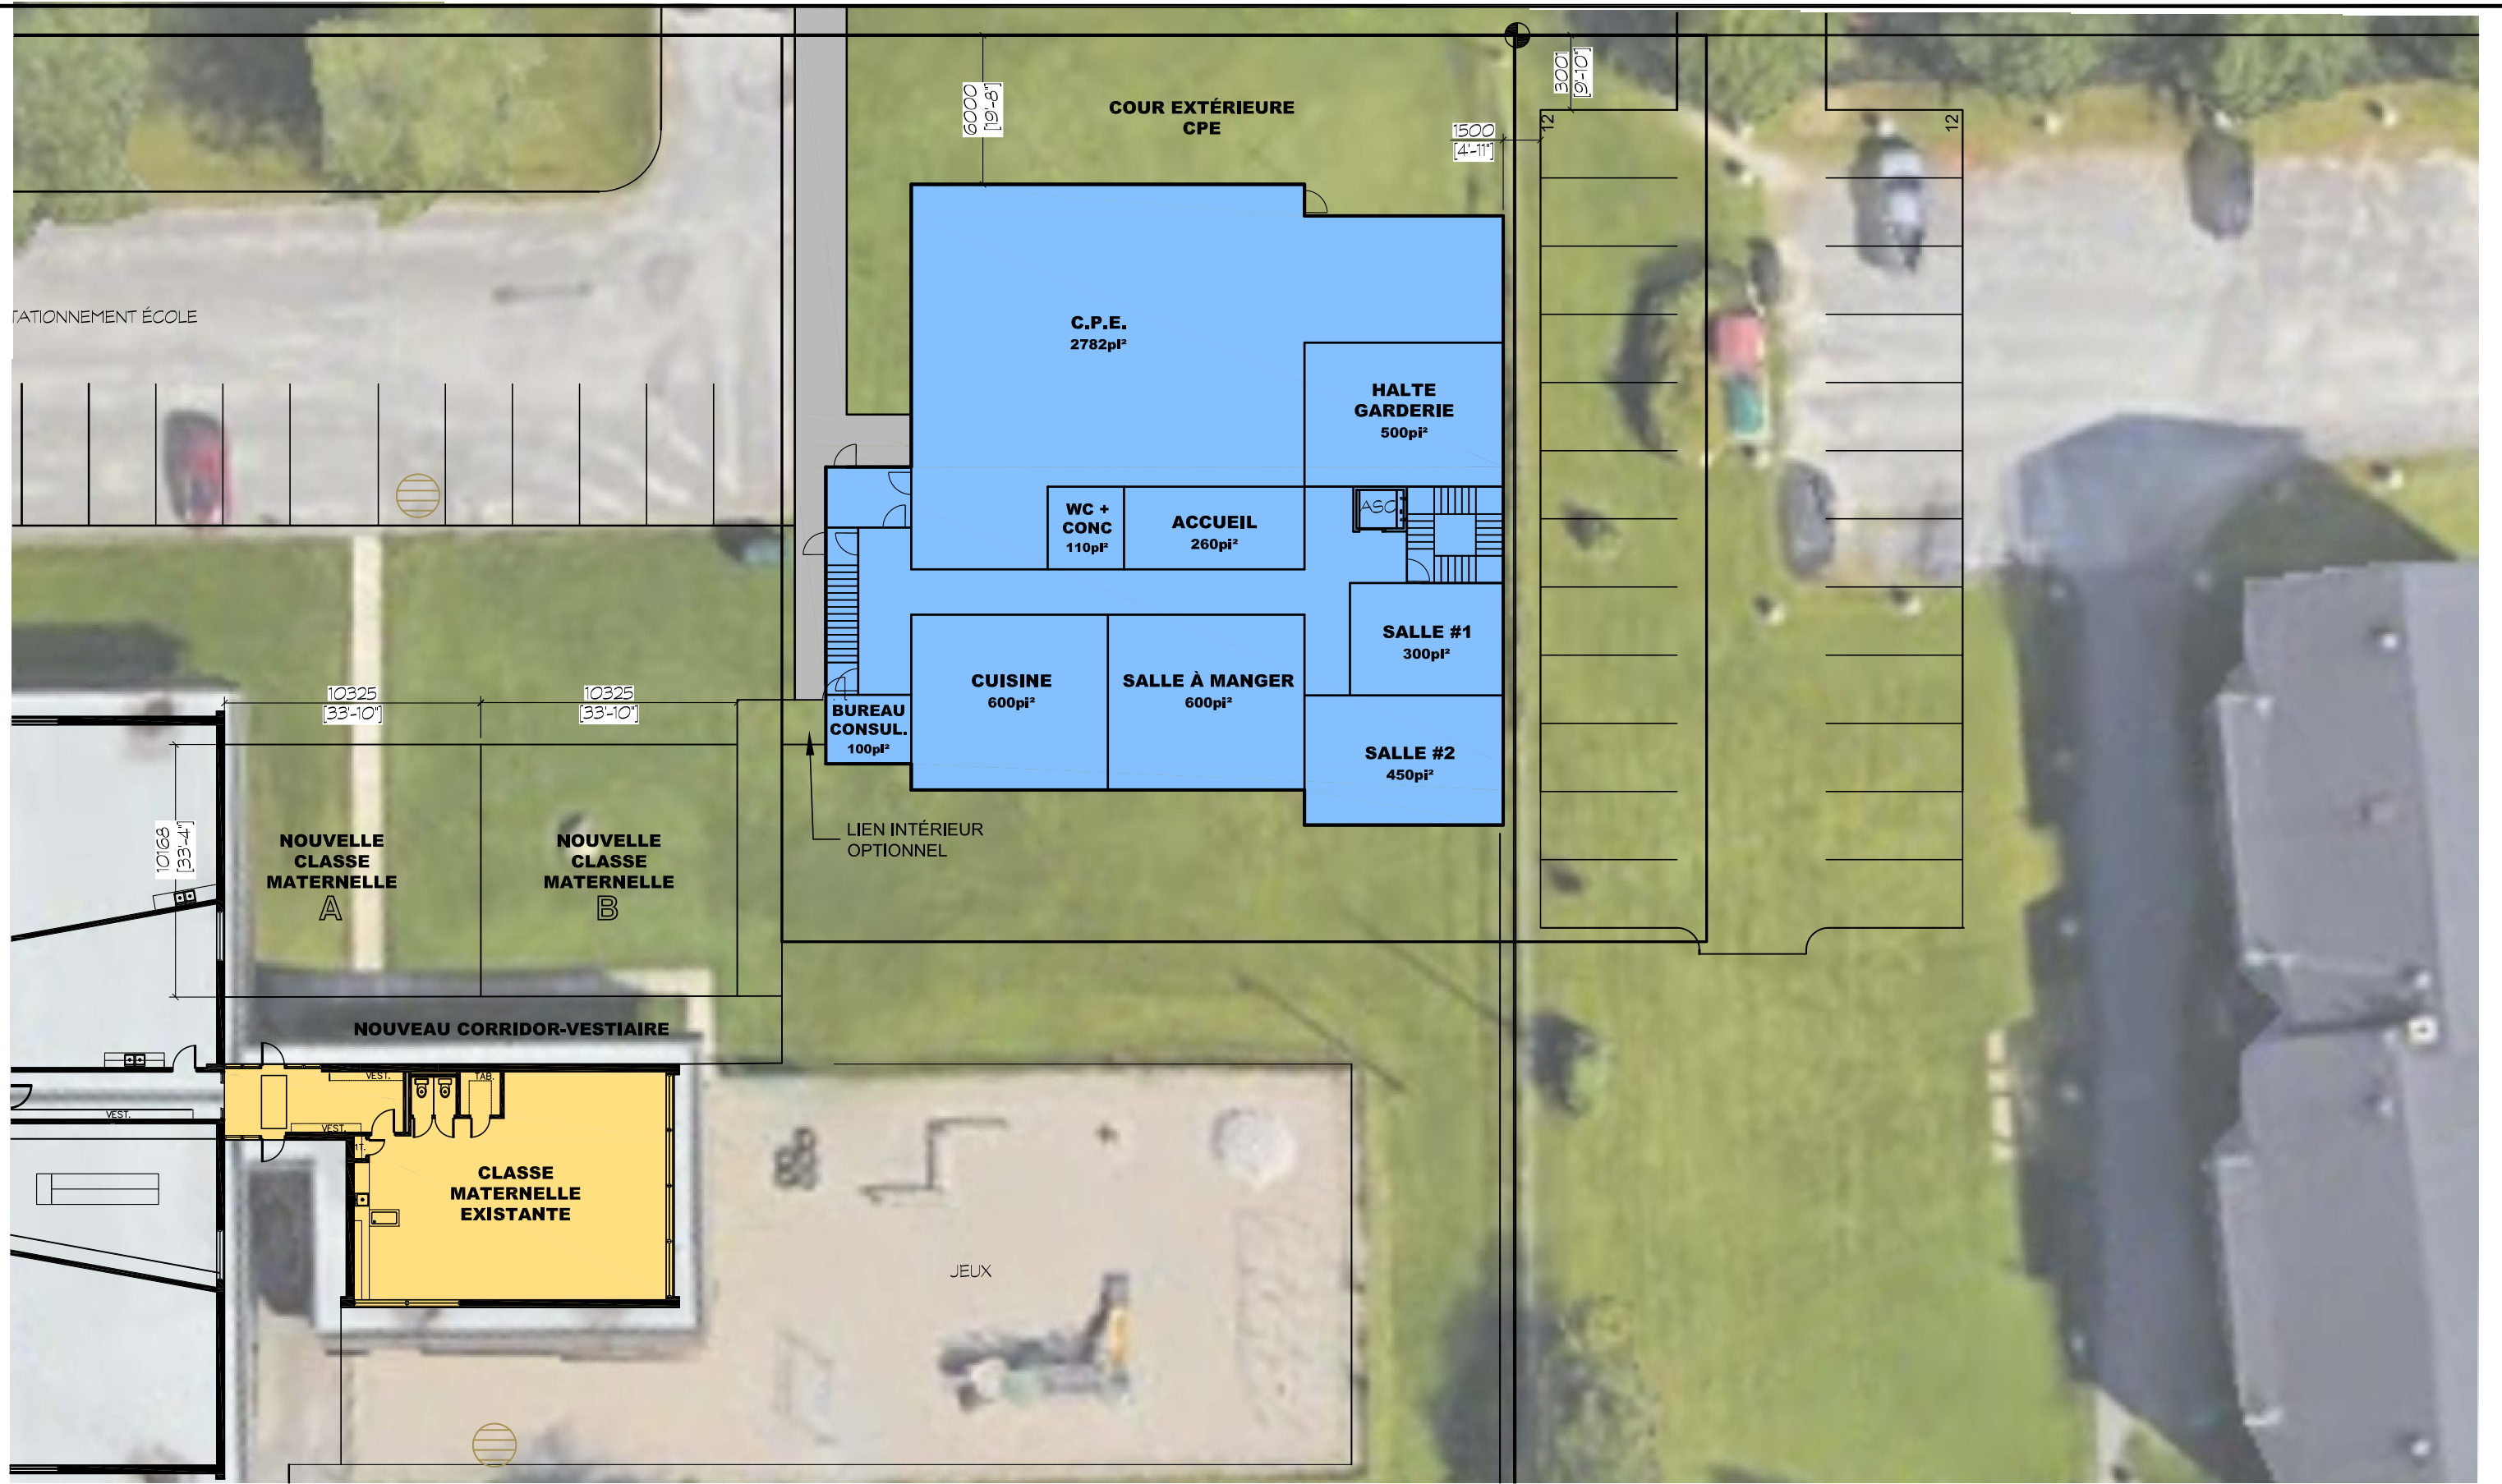 6000
[19'-8"]
COUR EXTÉRIEURE
CPE
1500
[4'-11"]
3001
[9'-10"]
12
12
TATIONNEMENT ÉCOLE
C.P.E.
2782pi²
HALTE
GARDERIE
500pi²
WC +
CONC
110pi²
ACCUEIL
260pi²
ASC
SALLE #1
300pi²
CUISINE
600pi²
SALLE À MANGER
600pi²
BUREAU
CONSUL.
100pi²
SALLE #2
450pi²
LIEN INTÉRIEUR
OPTIONNEL
10325
[33'-10"]
10325
[33'-10"]
10168
[33'-4"]
NOUVELLE
CLASSE
MATERNELLE
A
NOUVELLE
CLASSE
MATERNELLE
B
NOUVEAU CORRIDOR-VESTIAIRE
VEST.
TAB.
VEST.
VEST.
CLASSE
MATERNELLE
EXISTANTE
JEUX